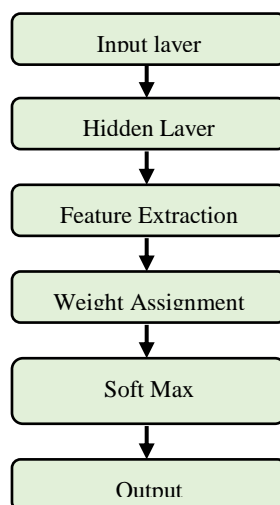 Input layer
Hidden Layer
Feature Extraction
Weight Assignment
Soft Max
Output